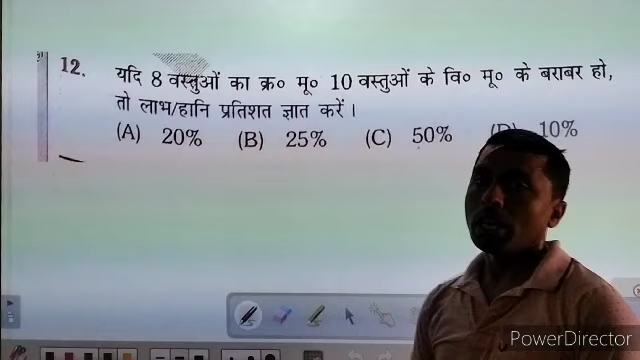 12. यदि 8 वस्तुओं का क्र० मू० 10 वस्तुओं के वि० मू० के बराबर हो,
तो लाभ/हानि प्रतिशत ज्ञात करें।
(A) 20% (B) 25% (C) 50% (D) 10%
PowerDirector